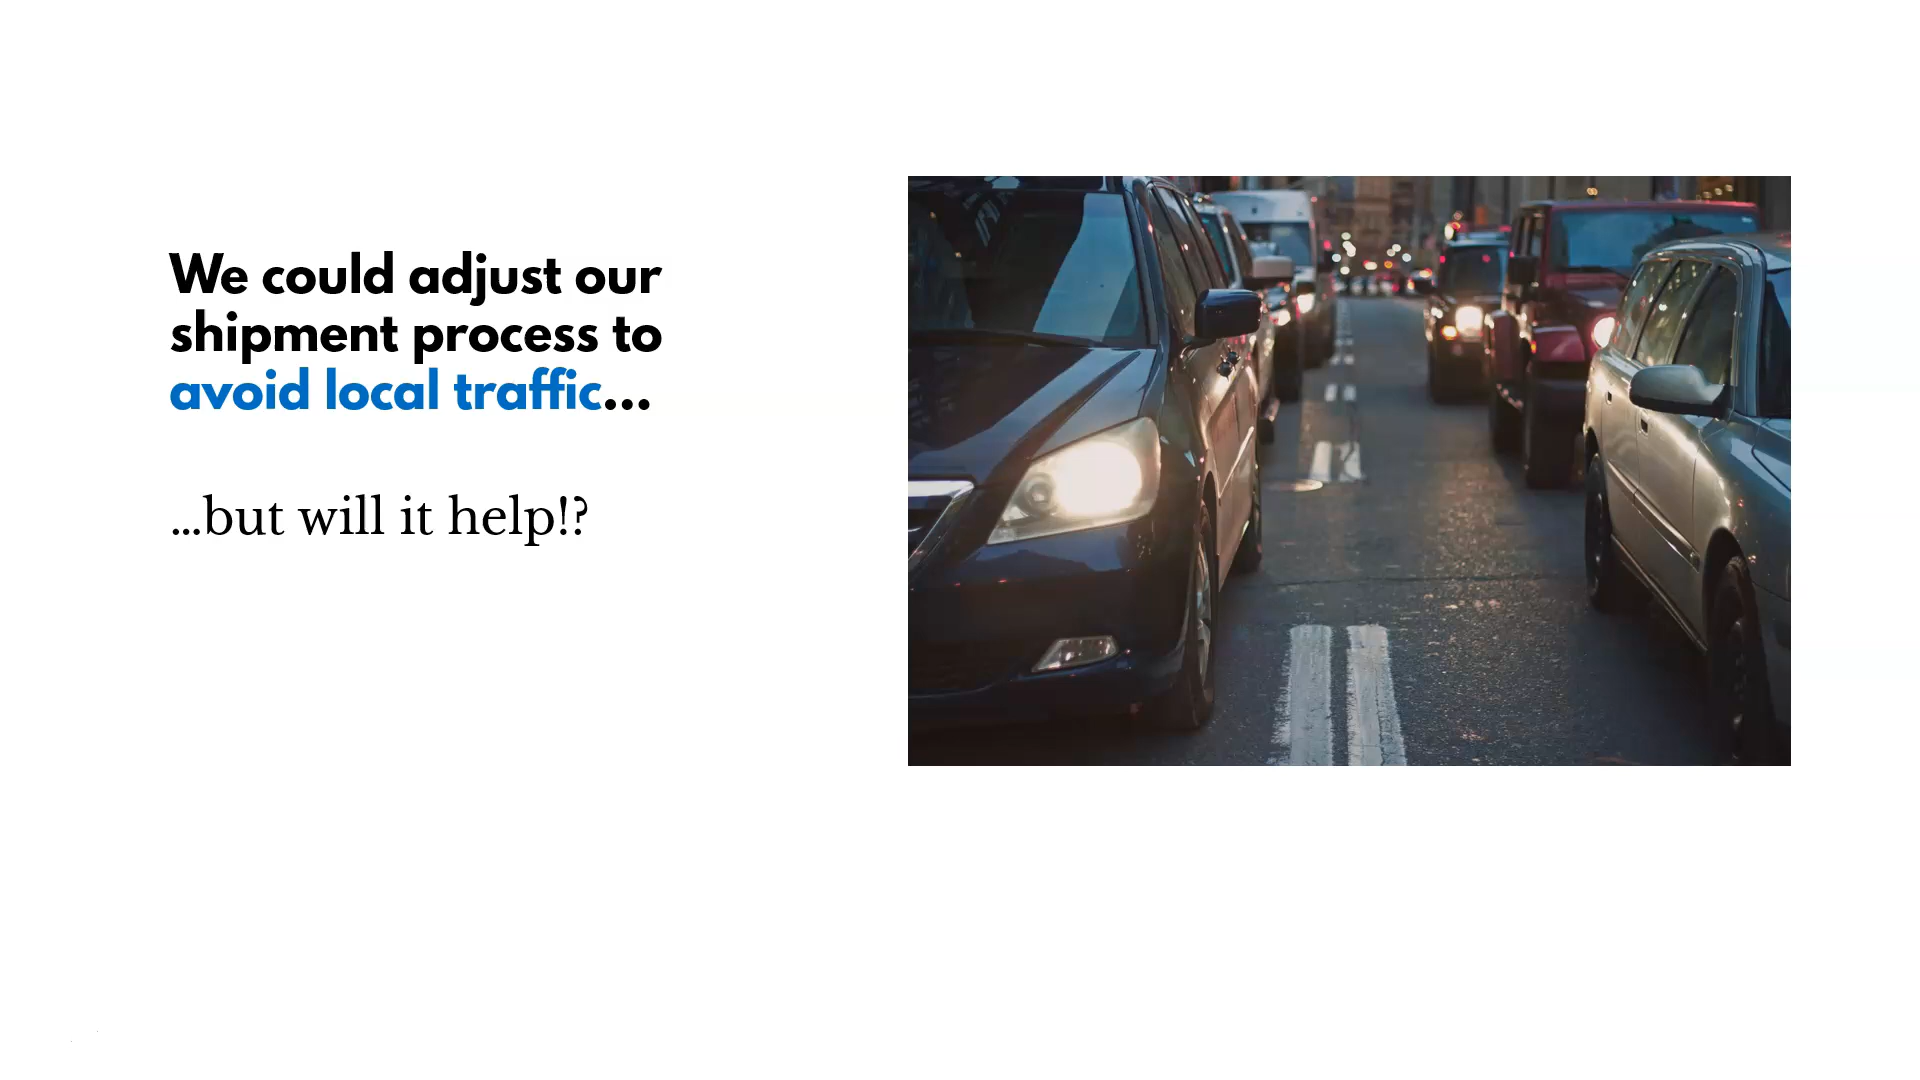 We could adjust our
shipment process to
avoid local traffic...
...but will it help!?